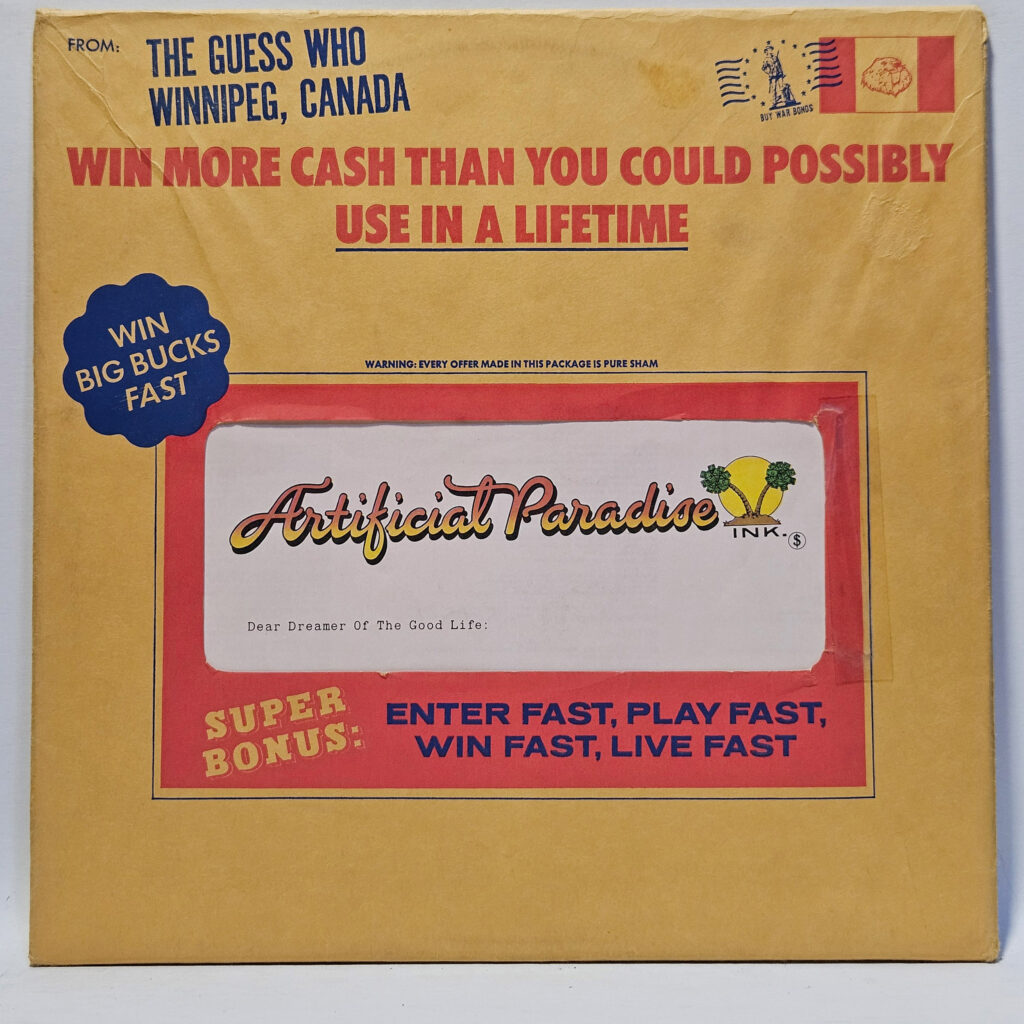 FROM: THE GUESS WHO
WINNIPEG, CANADA
BUY WAR BONDS
WIN MORE CASH THAN YOU COULD POSSIBLY
USE IN A LIFETIME
WIN
BIG BUCKS
FAST
WARNING: EVERY OFFER MADE IN THIS PACKAGE IS PURE SHAM
Artificial Paradise
INK. $
Dear Dreamer Of The Good Life:
SUPER
BONUS:
ENTER FAST, PLAY FAST,
WIN FAST, LIVE FAST